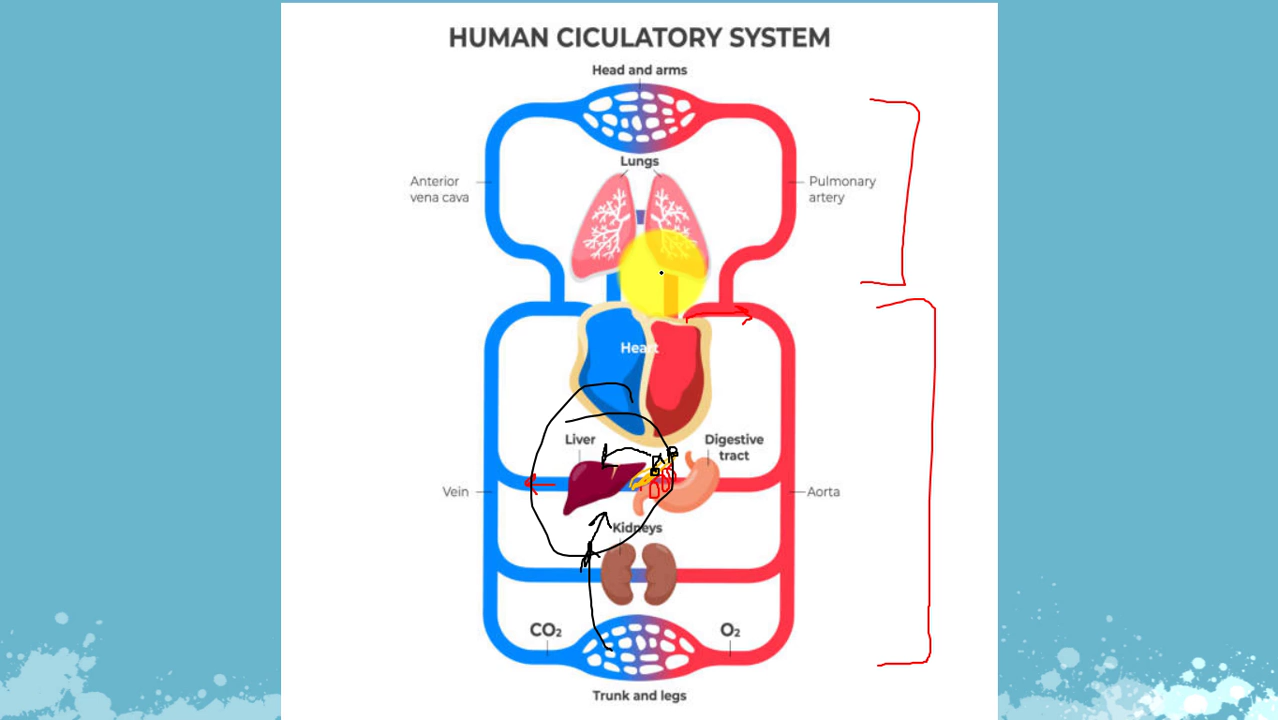 HUMAN CICULATORY SYSTEM
Head and arms
Lungs
Anterior
vena cava
Pulmonary
artery
Heart
Liver
Digestive
tract
Vein
Aorta
Kidneys
CO₂
O₂
Trunk and legs